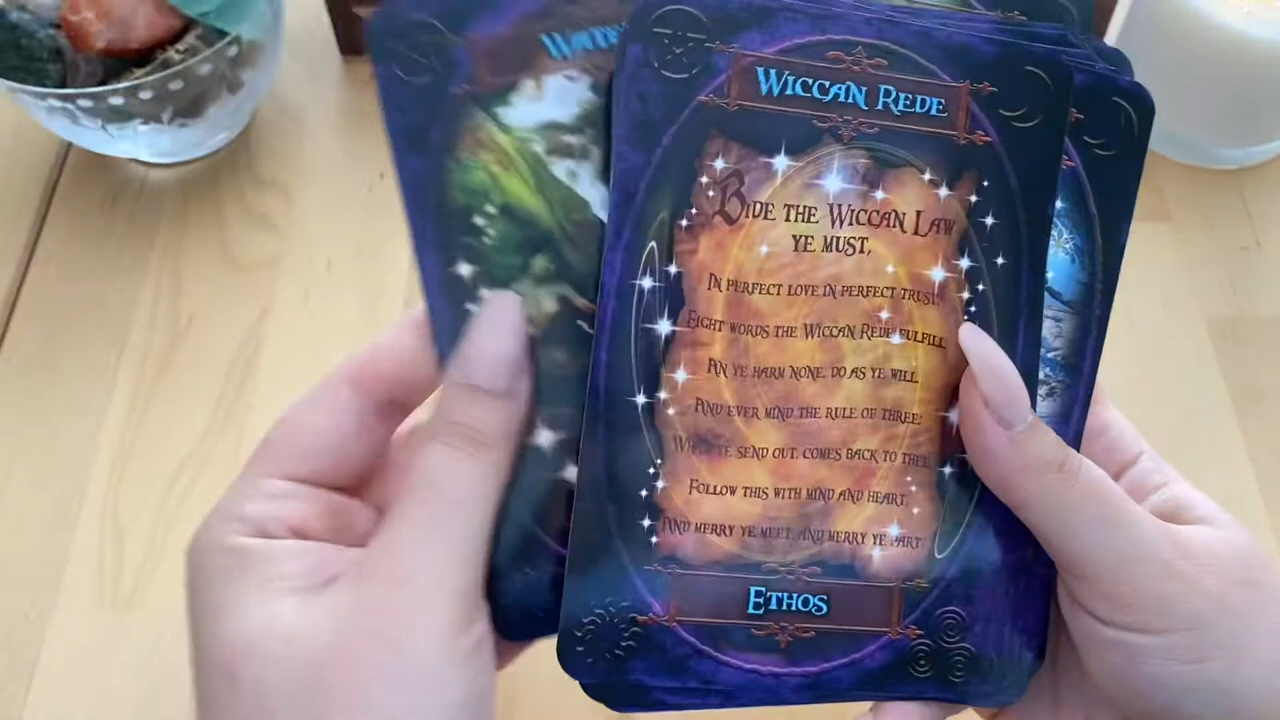 Wiccan Rede
Bide the Wiccan Law
ye must,
In perfect love in perfect trust.
Eight words the Wiccan Rede fulfill
An ye harm none, do as ye will.
And ever mind the rule of three:
What ye send out, comes back to thee
Follow this with mind and heart,
And merry ye meet, and merry ye part
Ethos